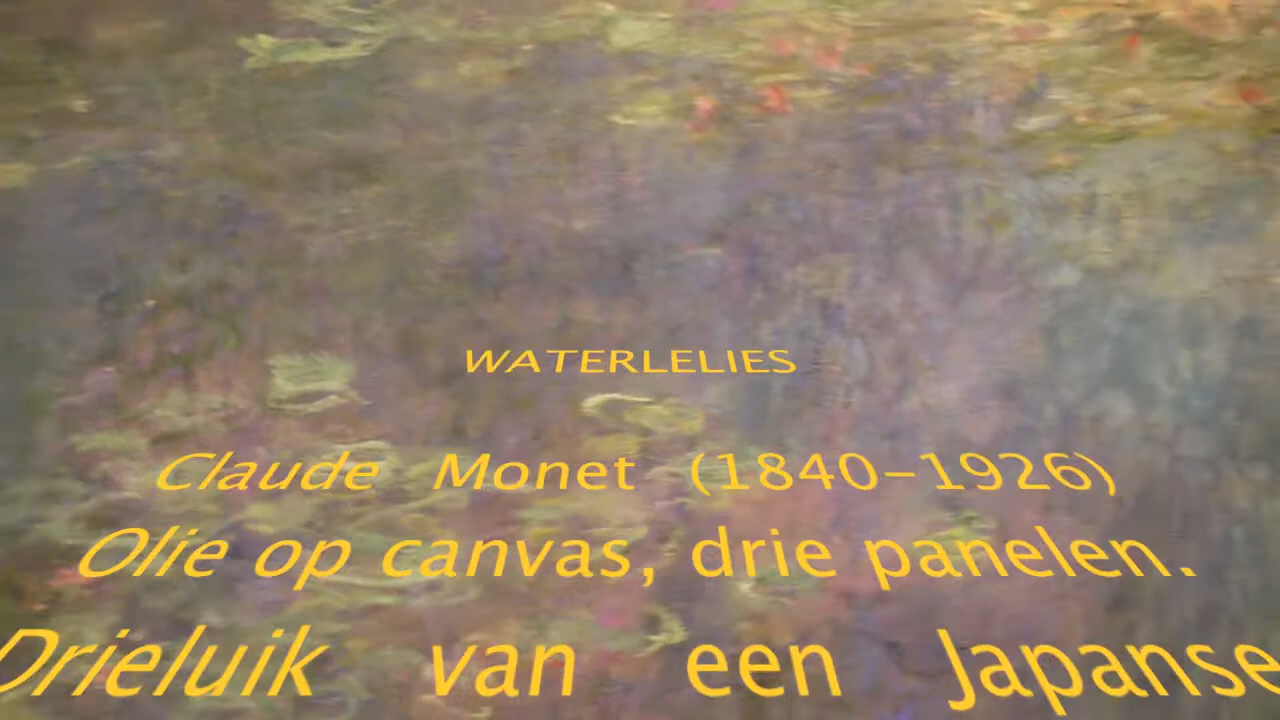 WATERLELIES
Claude Monet (1840–1926)
Olie op canvas, drie panelen.
Drieluik van een Japanse